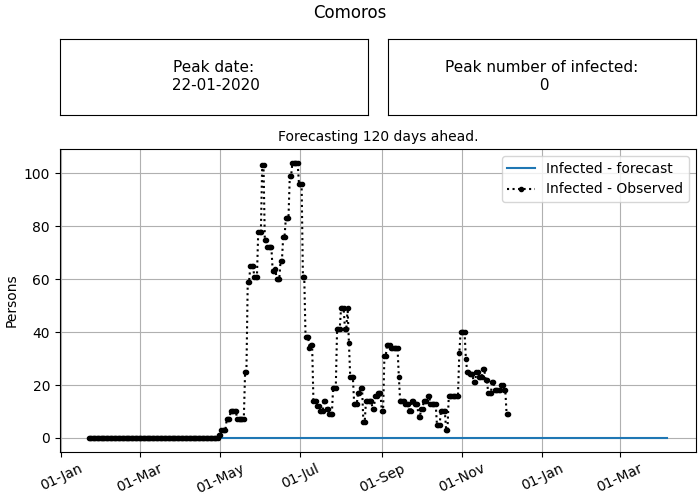 Comoros
Peak date:
22-01-2020
Peak number of infected:
0
Forecasting 120 days ahead.
Infected - forecast
Infected - Observed
Persons
100
80
60
40
20
0
01-Jan
01-Mar
01-May
01-Jul
01-Sep
01-Nov
01-Jan
01-Mar